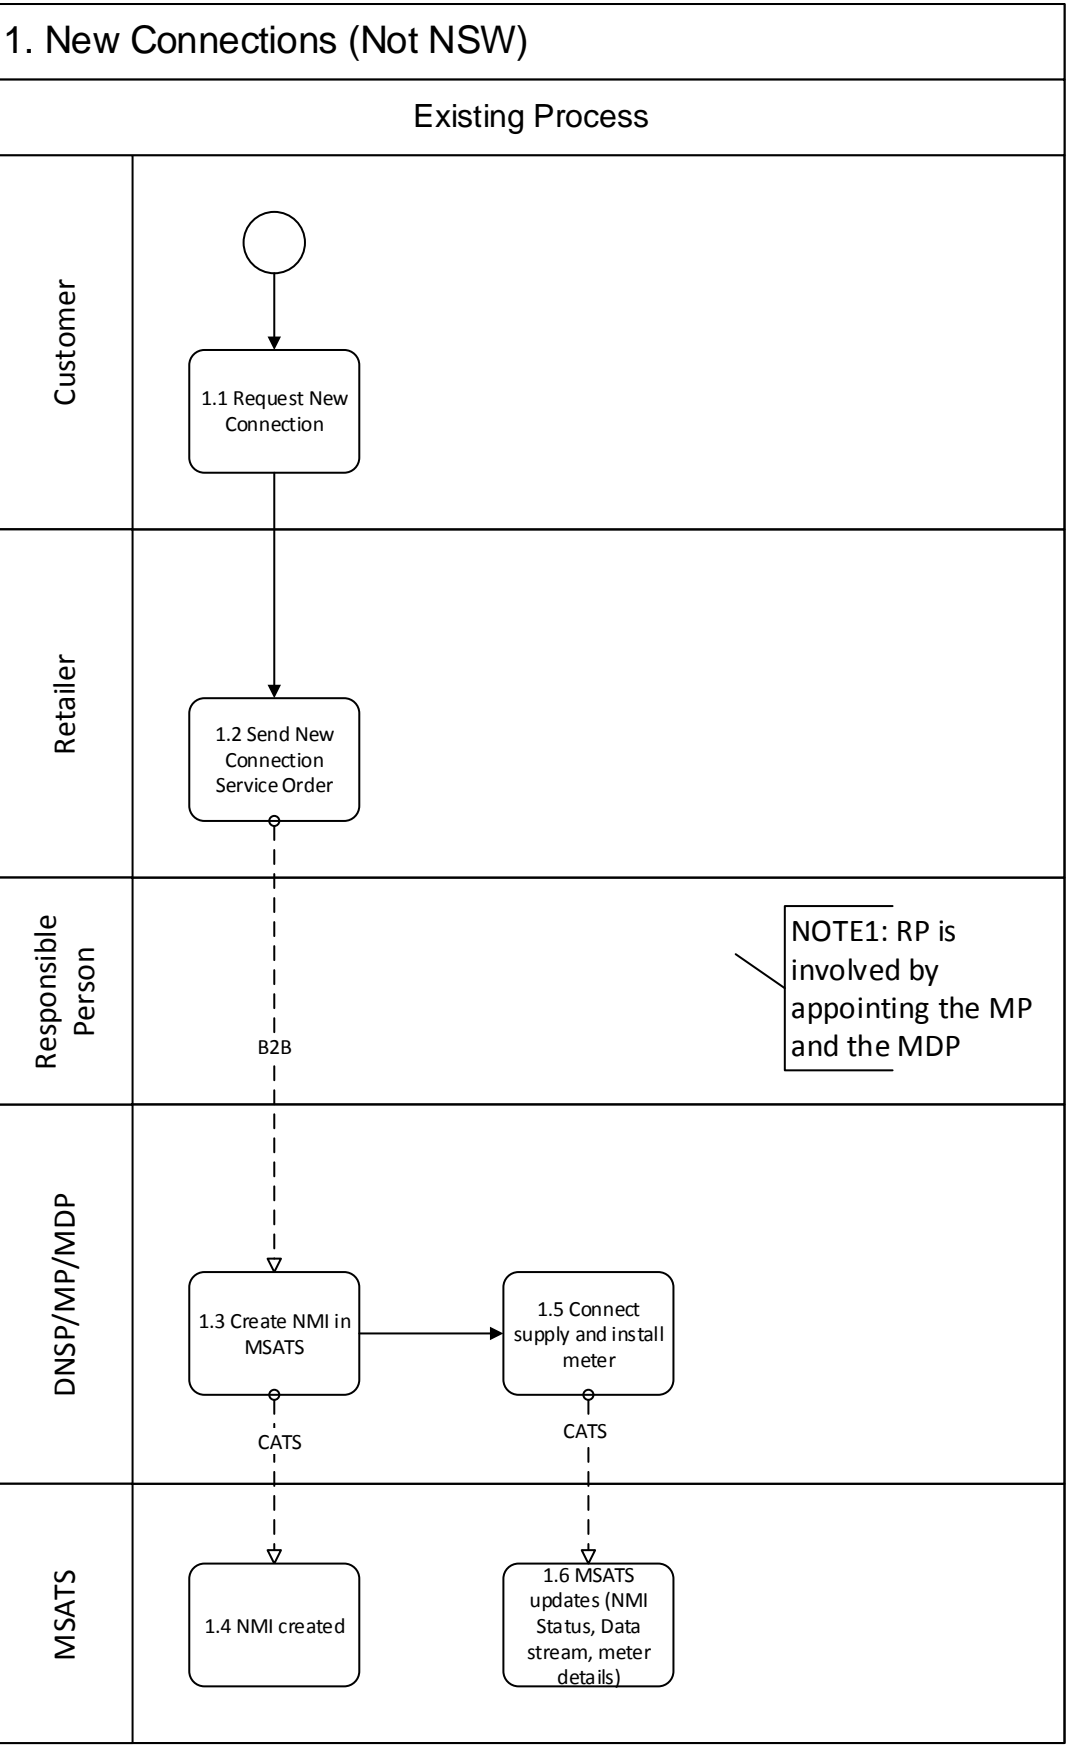 1. New Connections (Not NSW)
Existing Process
Customer
1.1 Request New
Connection
Retailer
1.2 Send New
Connection
Service Order
Responsible
Person
B2B
NOTE1: RP is
involved by
appointing the MP
and the MDP
DNSP/MP/MDP
1.3 Create NMI in
MSATS
1.5 Connect
supply and install
meter
CATS
CATS
MSATS
1.4 NMI created
1.6 MSATS
updates (NMI
Status, Data
stream, meter
details)